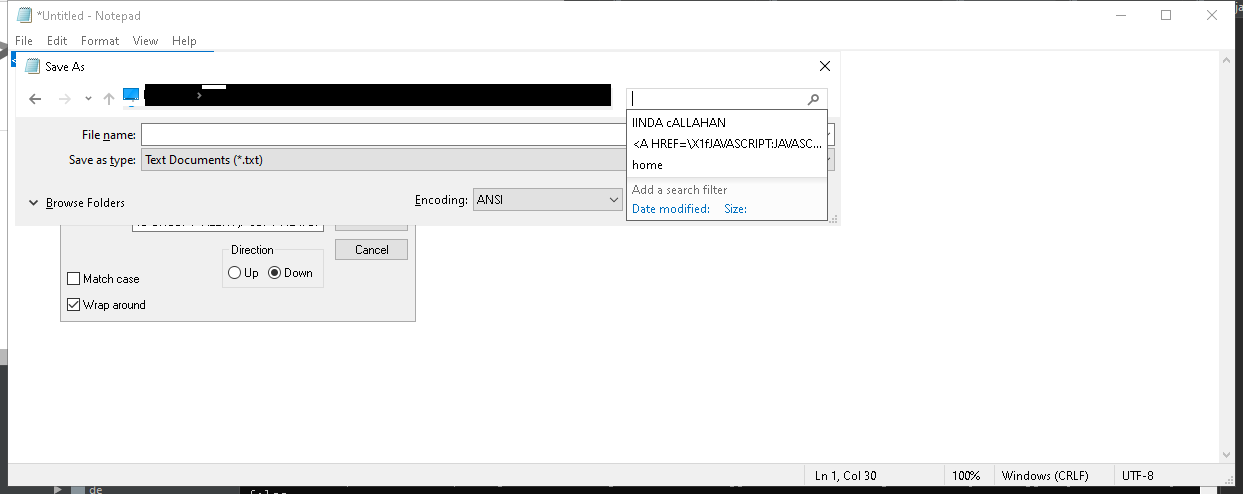 *Untitled - Notepad
File Edit Format View Help
Save As
File name:
Save as type: Text Documents (*.txt)
lINDA cALLAHAN
<A HREF=\X1fJAVASCRIPT:JAVASC...
home
Add a search filter
Date modified: Size:
Browse Folders
Encoding: ANSI
Direction
Cancel
Up Down
Match case
Wrap around
Ln 1, Col 30 100% Windows (CRLF) UTF-8
de